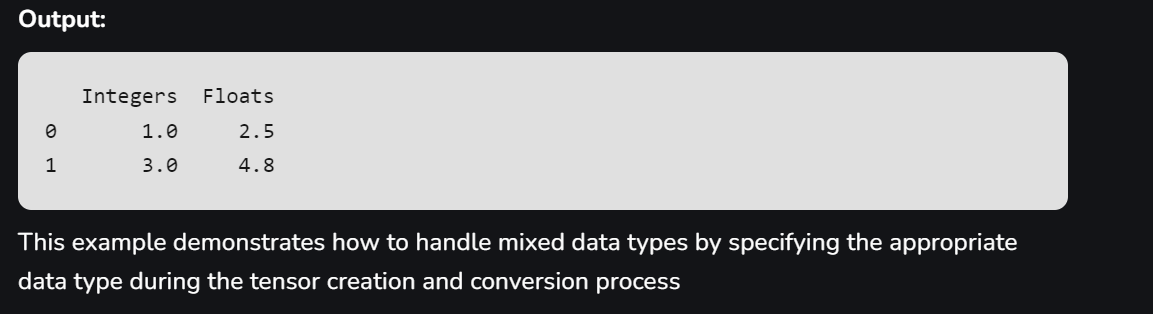 Output:
Integers Floats
0 1.0 2.5
1 3.0 4.8
This example demonstrates how to handle mixed data types by specifying the appropriate
data type during the tensor creation and conversion process